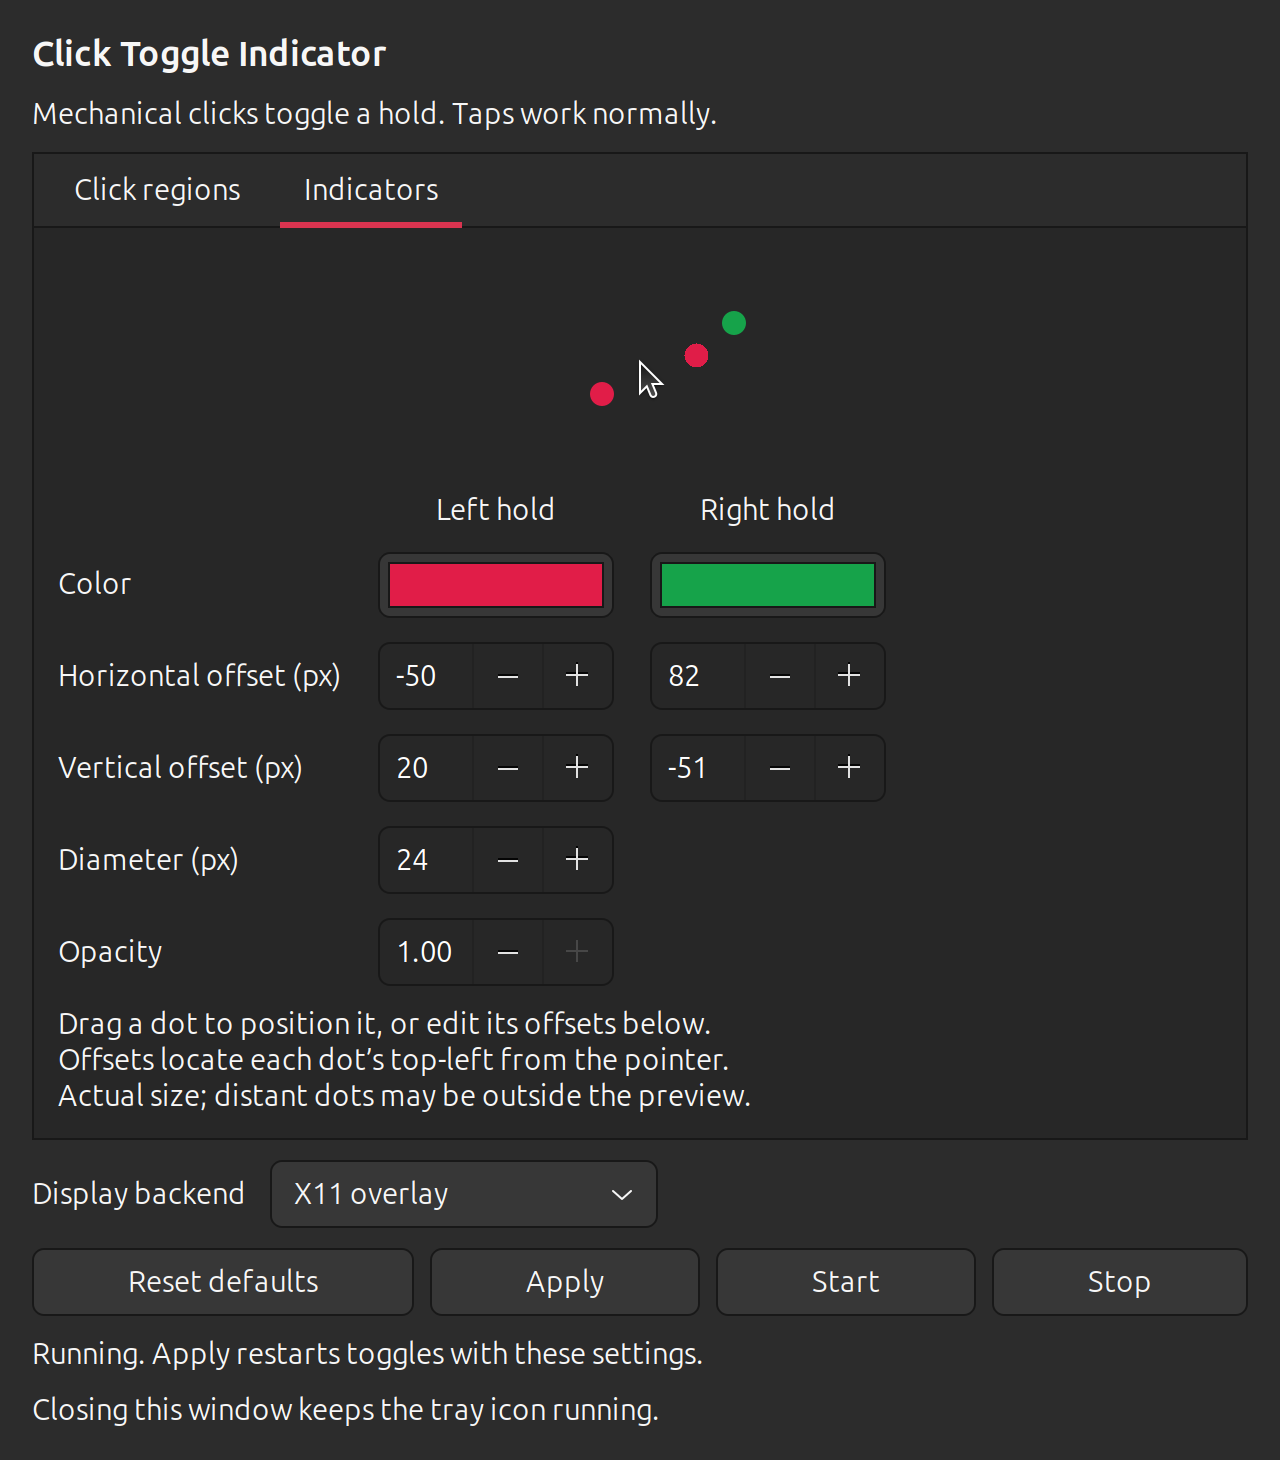 Click Toggle Indicator
Mechanical clicks toggle a hold. Taps work normally.
Click regions Indicators
Left hold Right hold
Color
Horizontal offset (px) -50 82
Vertical offset (px) 20 -51
Diameter (px) 24
Opacity 1.00
Drag a dot to position it, or edit its offsets below.
Offsets locate each dot’s top-left from the pointer.
Actual size; distant dots may be outside the preview.
Display backend X11 overlay
Reset defaults Apply Start Stop
Running. Apply restarts toggles with these settings.
Closing this window keeps the tray icon running.